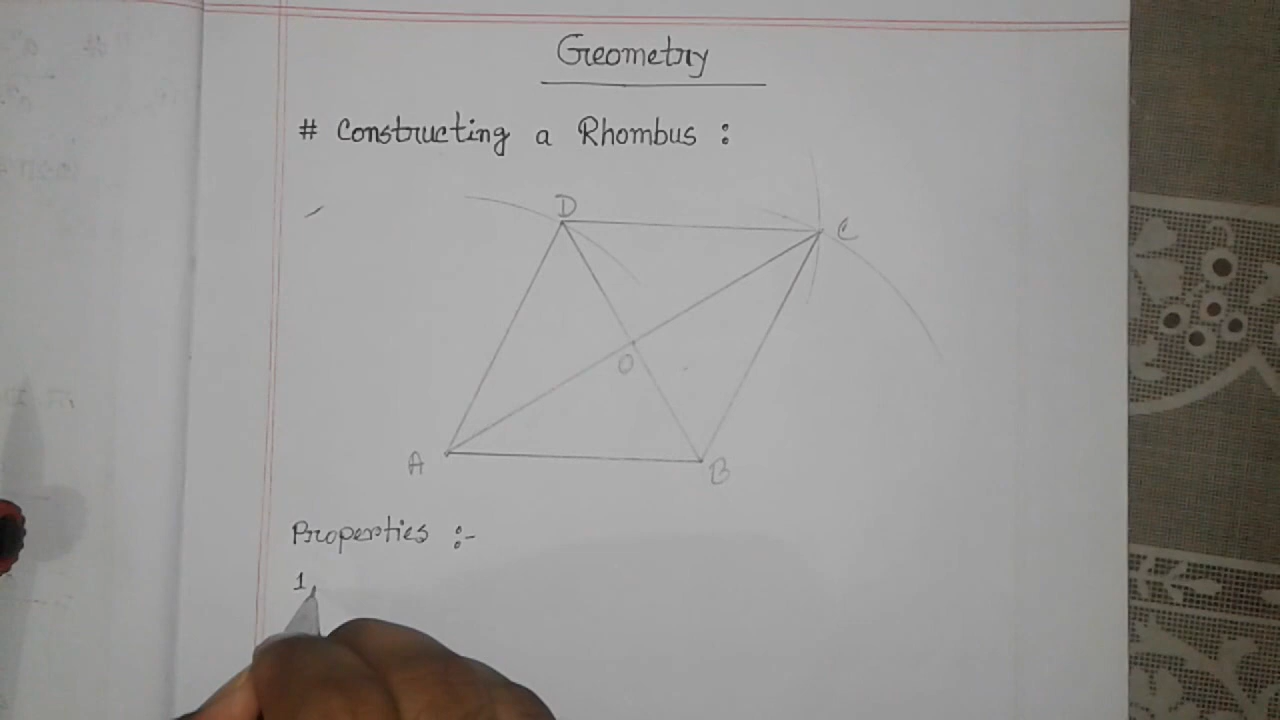 Geometry
# Constructing a Rhombus :
D
C
O
A
B
Properties :-
1